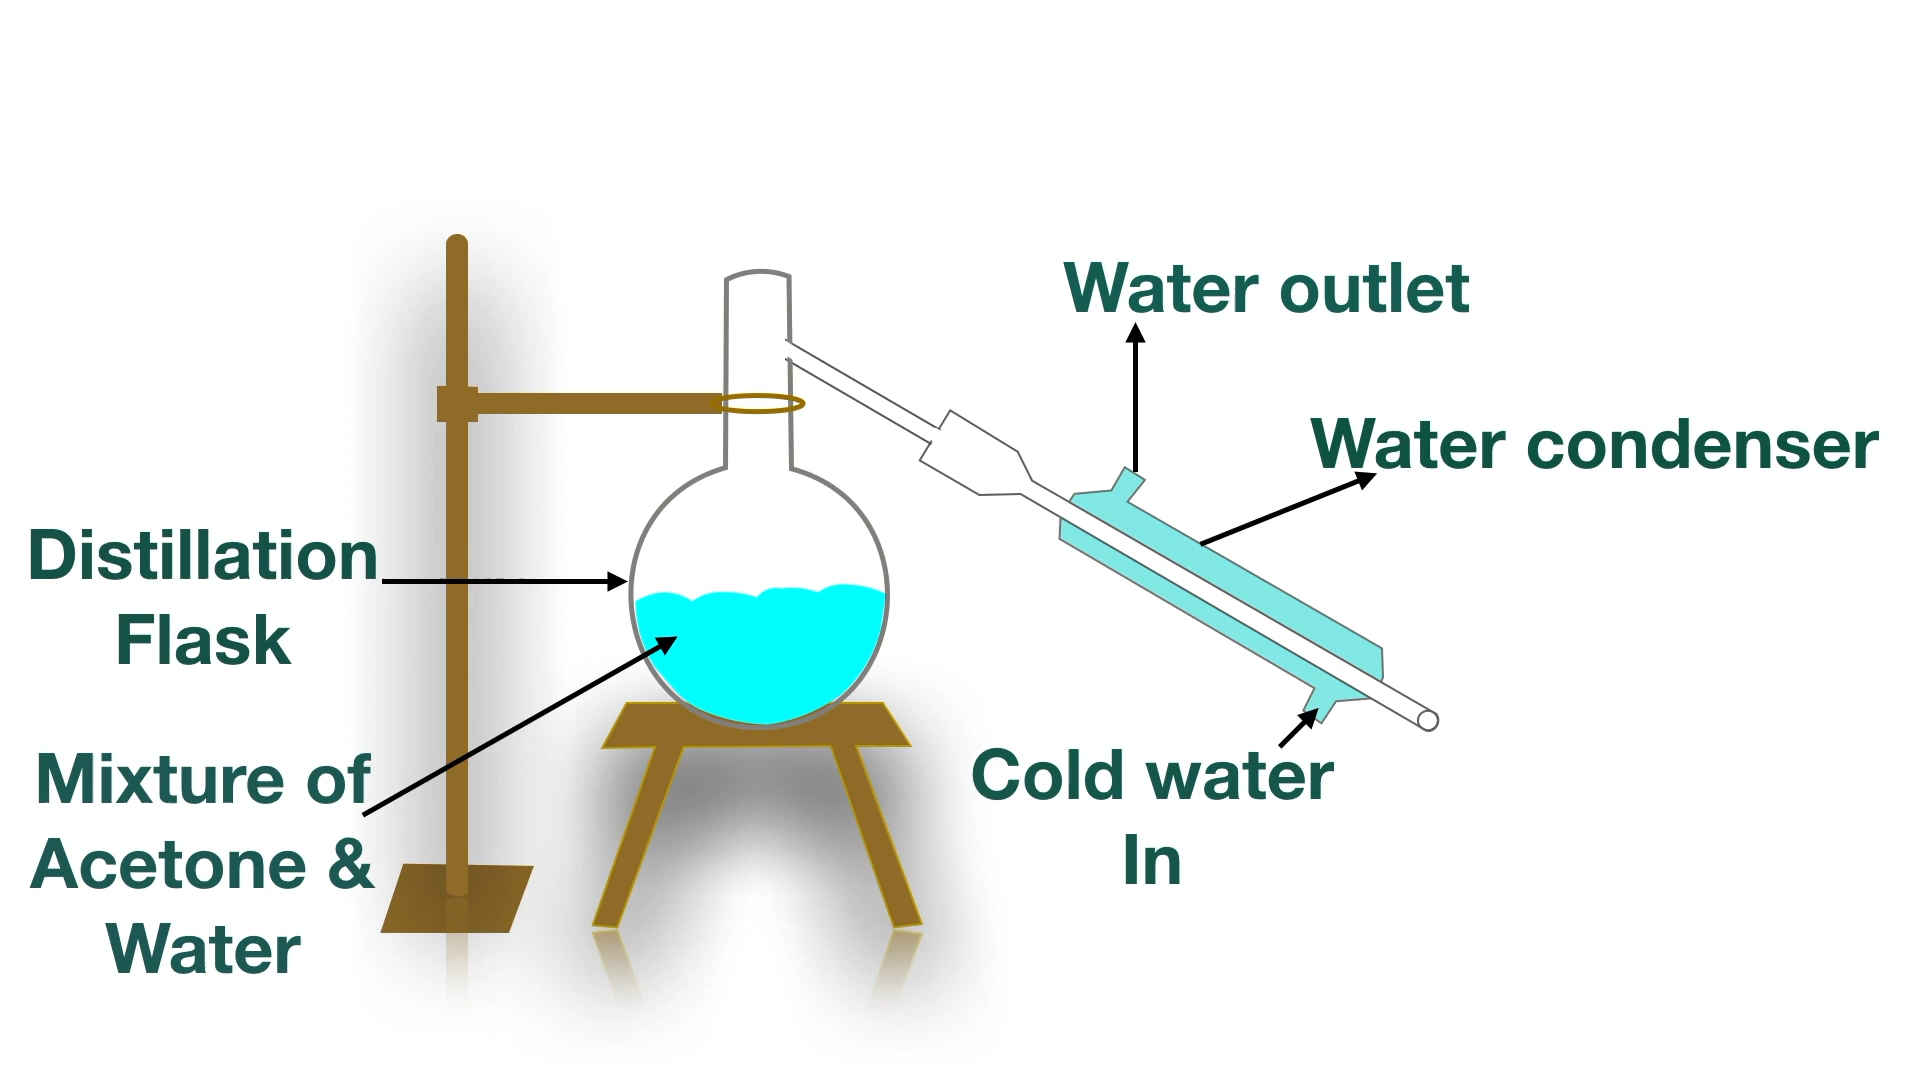 Water outlet
Water condenser
Distillation
Flask
Mixture of
Acetone &
Water
Cold water
In